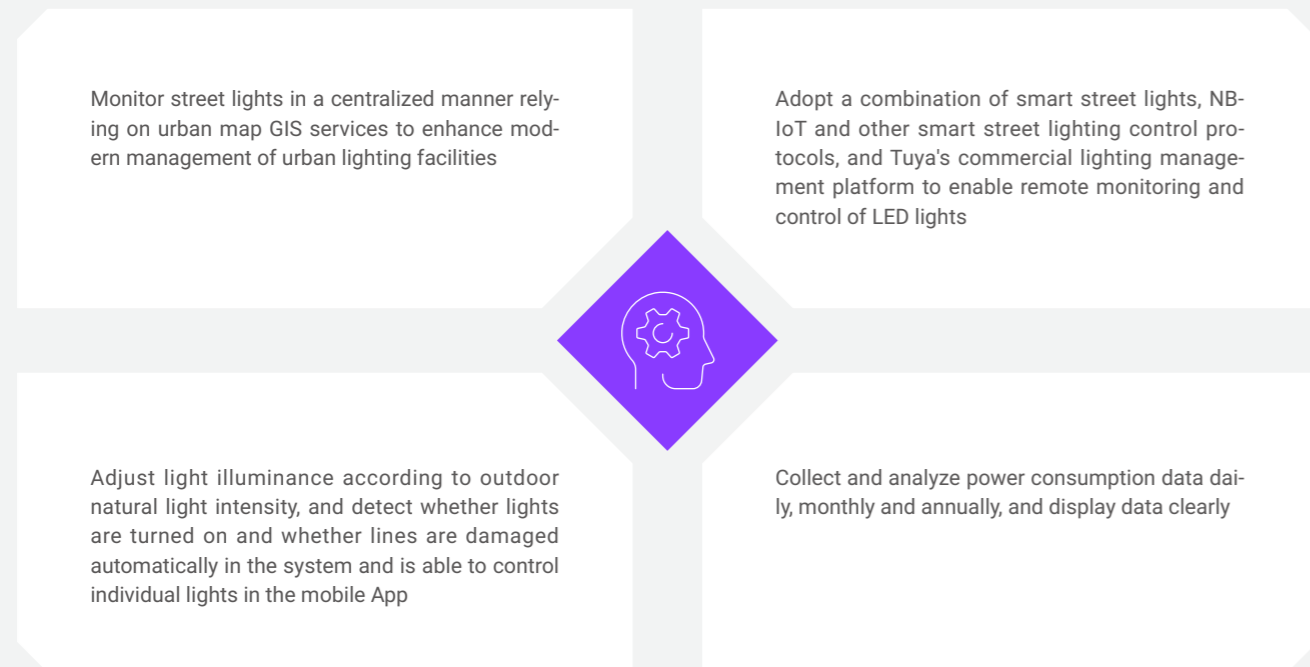 Monitor street lights in a centralized manner rely-
ing on urban map GIS services to enhance mod-
ern management of urban lighting facilities
Adopt a combination of smart street lights, NB-
IoT and other smart street lighting control pro-
tocols, and Tuya's commercial lighting manage-
ment platform to enable remote monitoring and
control of LED lights
Adjust light illuminance according to outdoor
natural light intensity, and detect whether lights
are turned on and whether lines are damaged
automatically in the system and is able to control
individual lights in the mobile App
Collect and analyze power consumption data dai-
ly, monthly and annually, and display data clearly